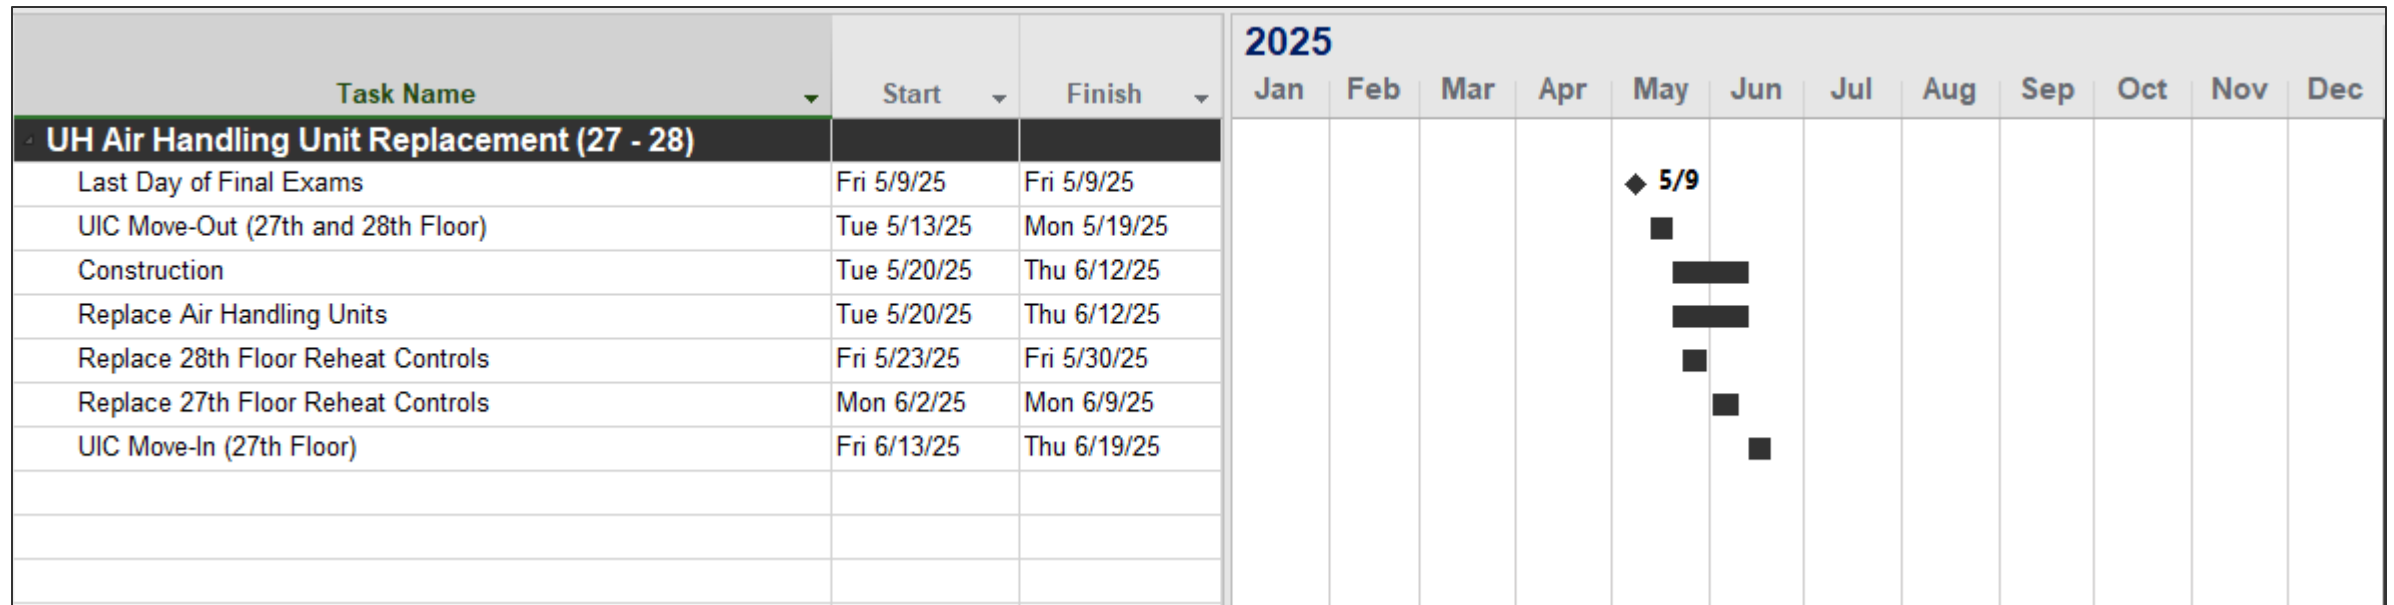 2025
Task Name Start Finish Jan Feb Mar Apr May Jun Jul Aug Sep Oct Nov Dec
UH Air Handling Unit Replacement (27 - 28)
Last Day of Final Exams Fri 5/9/25 Fri 5/9/25 5/9
UIC Move-Out (27th and 28th Floor) Tue 5/13/25 Mon 5/19/25
Construction Tue 5/20/25 Thu 6/12/25
Replace Air Handling Units Tue 5/20/25 Thu 6/12/25
Replace 28th Floor Reheat Controls Fri 5/23/25 Fri 5/30/25
Replace 27th Floor Reheat Controls Mon 6/2/25 Mon 6/9/25
UIC Move-In (27th Floor) Fri 6/13/25 Thu 6/19/25